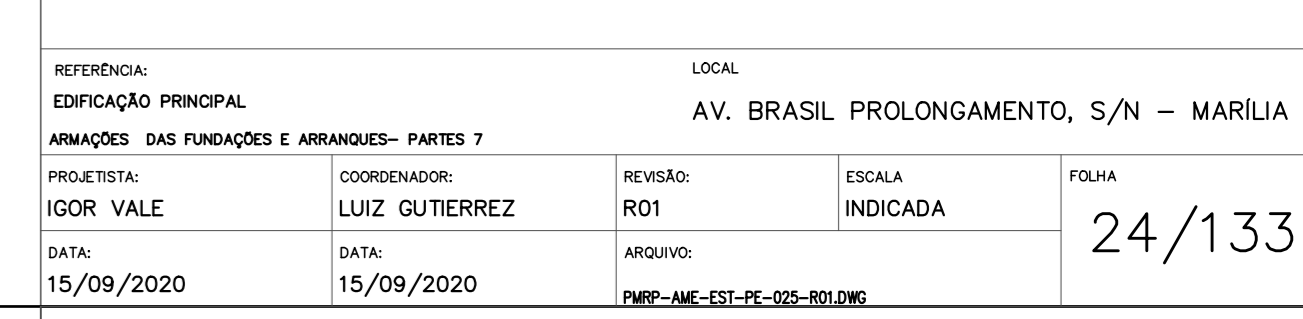 REFERÊNCIA:
EDIFICAÇÃO PRINCIPAL
ARMAÇÕES DAS FUNDAÇÕES E ARRANQUES– PARTES 7
LOCAL
AV. BRASIL PROLONGAMENTO, S/N – MARÍLIA
PROJETISTA:
IGOR VALE
COORDENADOR:
LUIZ GUTIERREZ
REVISÃO:
R01
ESCALA
INDICADA
FOLHA
24/133
DATA:
15/09/2020
DATA:
15/09/2020
ARQUIVO:
PMRP–AME–EST–PE–025–R01.DWG